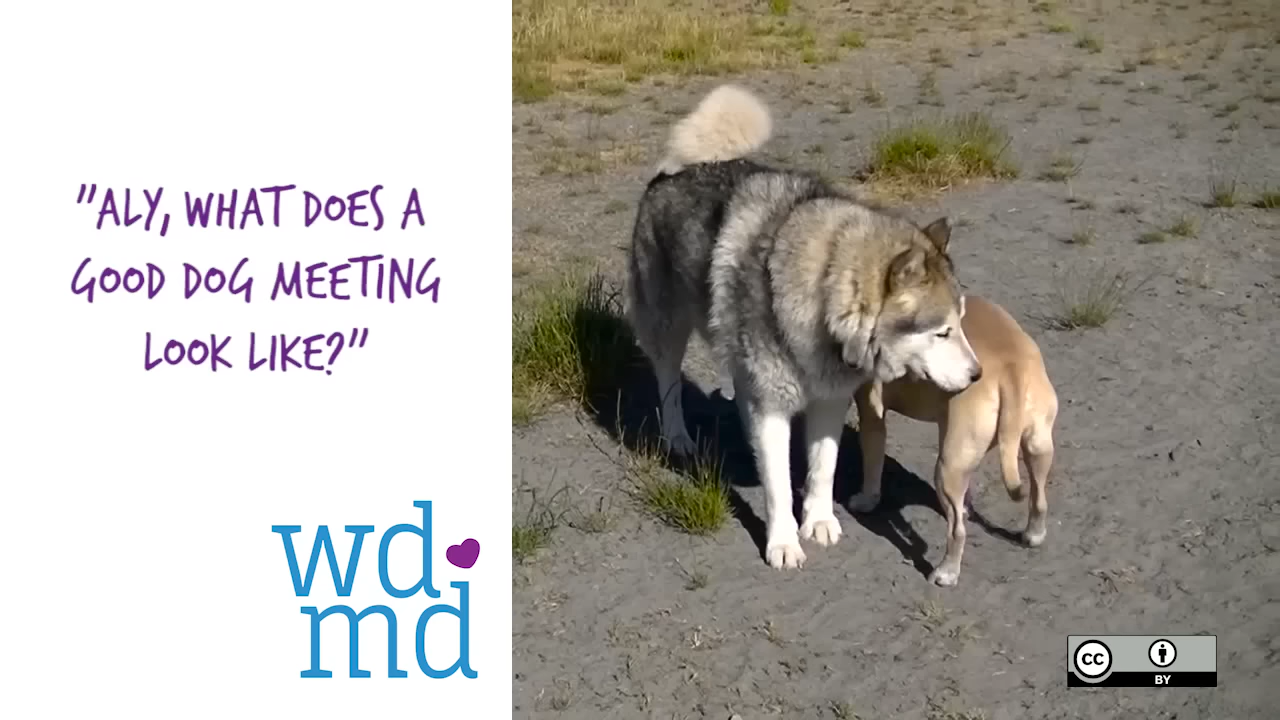 "ALY, WHAT DOES A
GOOD DOG MEETING
LOOK LIKE?"
wd
md
cc
BY